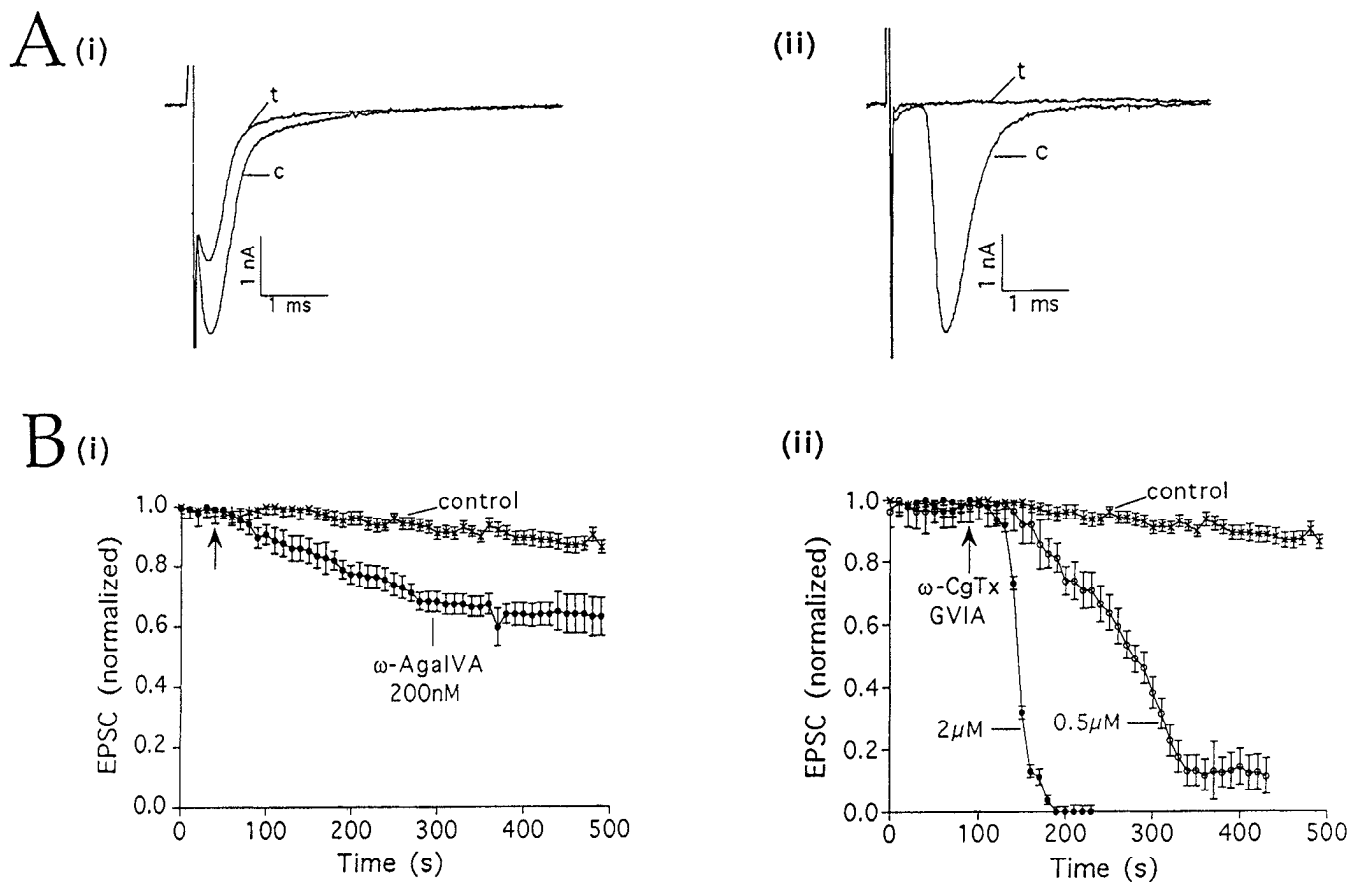 A (i)
t
c
1 nA
1 ms
(ii)
t
c
1 nA
1 ms
B (i)
EPSC (normalized)
1.0
0.8
0.6
0.4
0.2
0.0
control
ω-AgaIVA
200nM
0 100 200 300 400 500
Time (s)
(ii)
EPSC (normalized)
1.0
0.8
0.6
0.4
0.2
0.0
control
ω-CgTx
GVIA
2μM
0.5μM
0 100 200 300 400 500
Time (s)